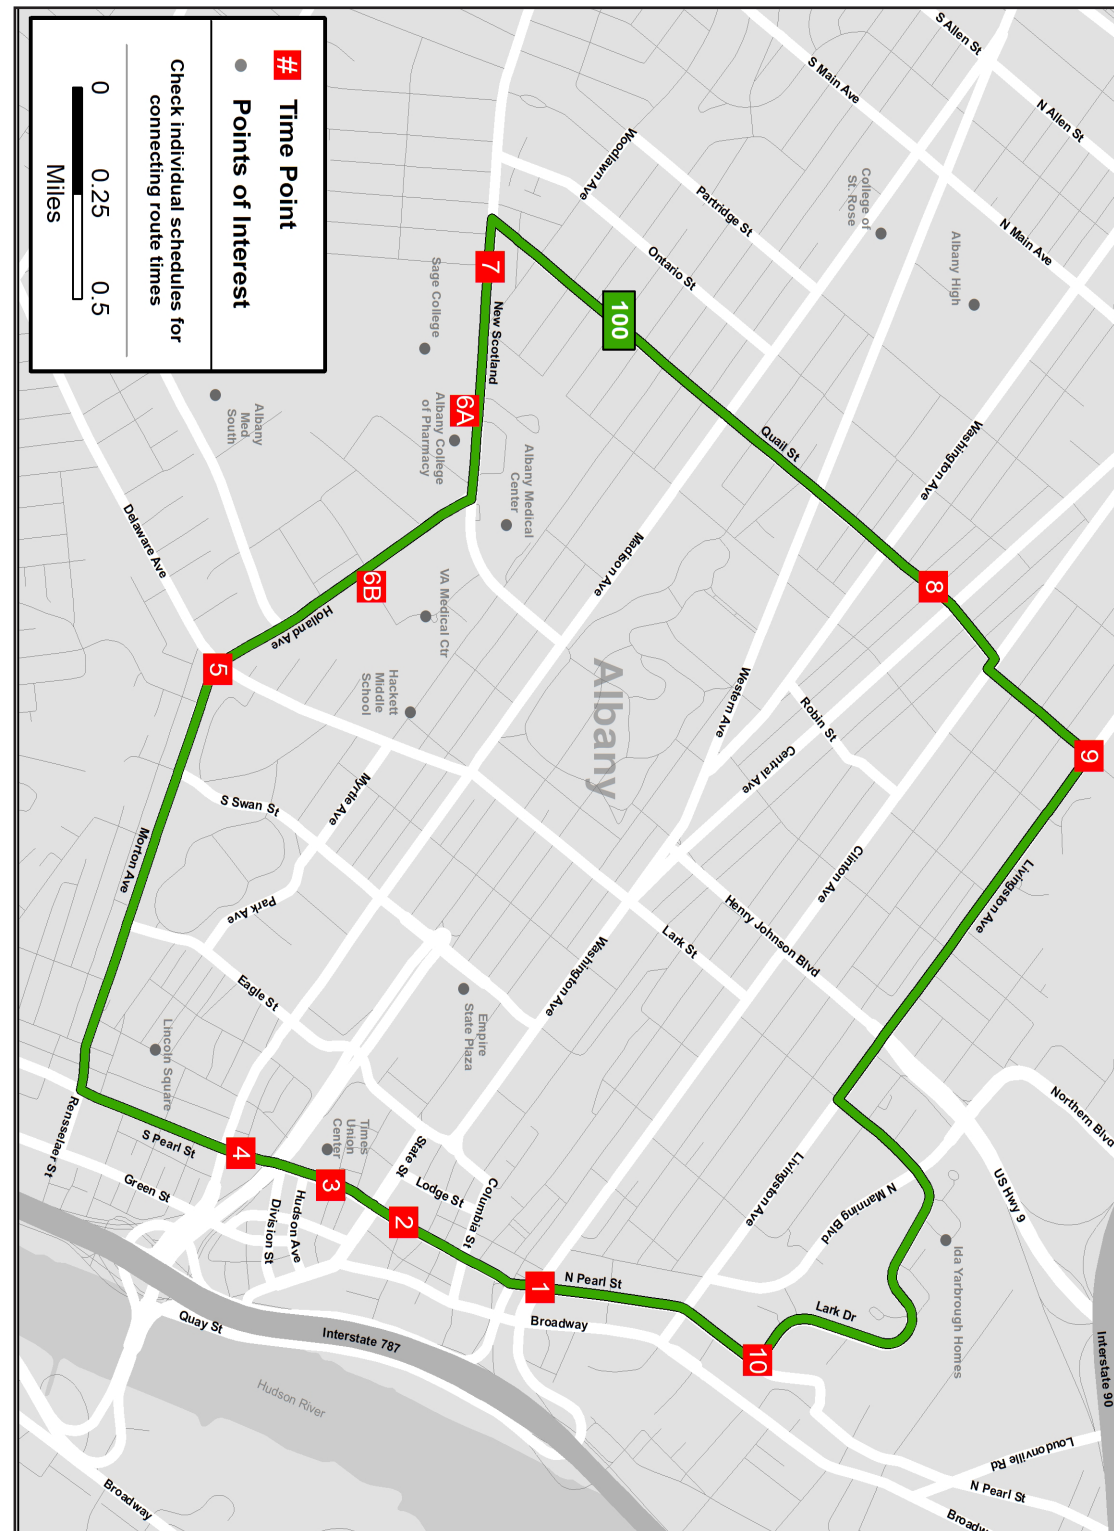 # Time Point
Points of Interest
Check individual schedules for
connecting route times
0 0.25 0.5
Miles
S Allen St
N Allen St
S Main Ave
N Main Ave
Woodlawn Ave
Partridge St
Ontario St
College of
St. Rose
Albany High
Washington Ave
Quail St
100
7
New Scotland
Sage College
6A
Albany College
of Pharmacy
Albany Medical
Center
Albany
Med
South
Delaware Ave
6B
Holland Ave
VA Medical Ctr
Hackett
Middle
School
5
Madison Ave
Albany
Western Ave
Central Ave
Robin St
8
9
Livingston Ave
Clinton Ave
Henry Johnson Blvd
Lark St
Washington Ave
Myrtle Ave
S Swan St
Morton Ave
Park Ave
Eagle St
Empire
State Plaza
Lincoln Square
Rensselaer St
S Pearl St
4
Times
Union
Center
3
State St
Lodge St
Columbia St
2
Green St
Division St
Hudson Ave
1
N Pearl St
Broadway
Livingston Ave
N Manning Blvd
Northern Blvd
US Hwy 9
Ida Yarbrough Homes
Lark Dr
10
Interstate 90
Quay St
Interstate 787
Hudson River
Broadway
Loudonville Rd
N Pearl St
Broadw